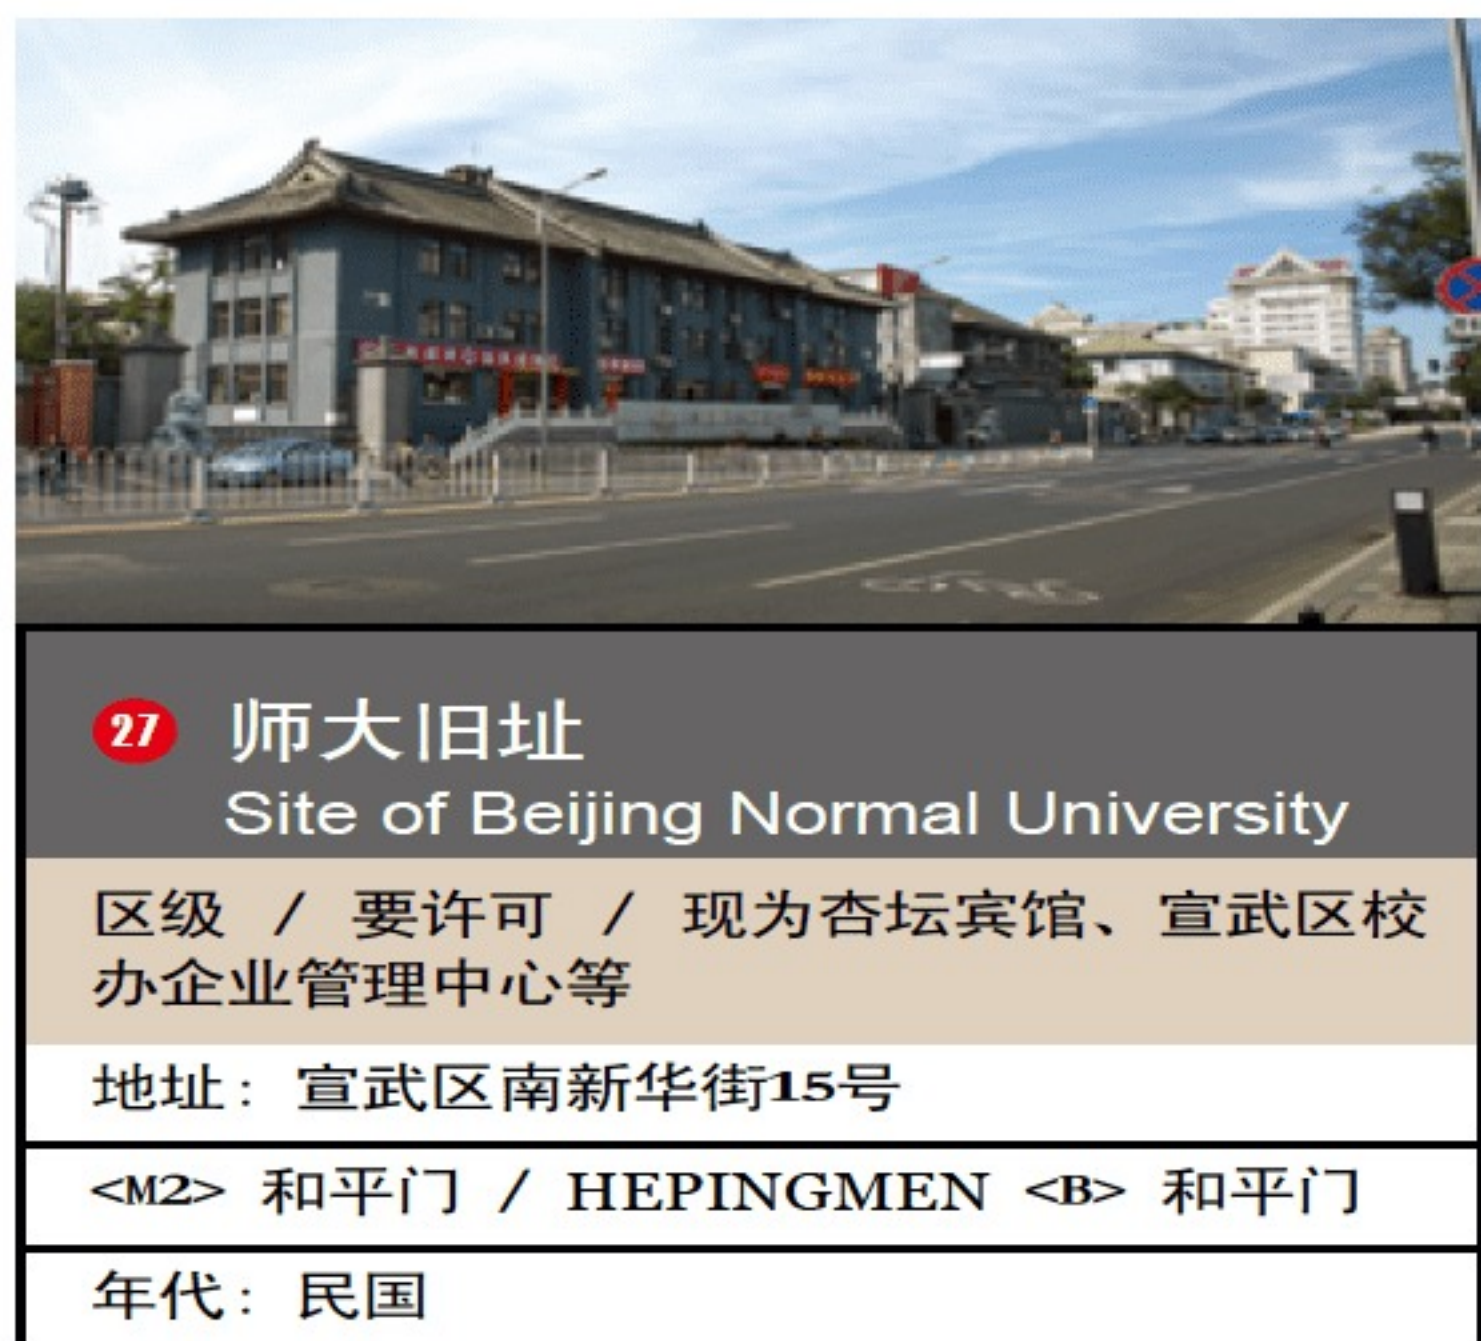 27 师大旧址
Site of Beijing Normal University
区级 / 要许可 / 现为杏坛宾馆、宣武区校
办企业管理中心等
地址：宣武区南新华街15号
<M2> 和平门 / HEPINGMEN <B> 和平门
年代：民国